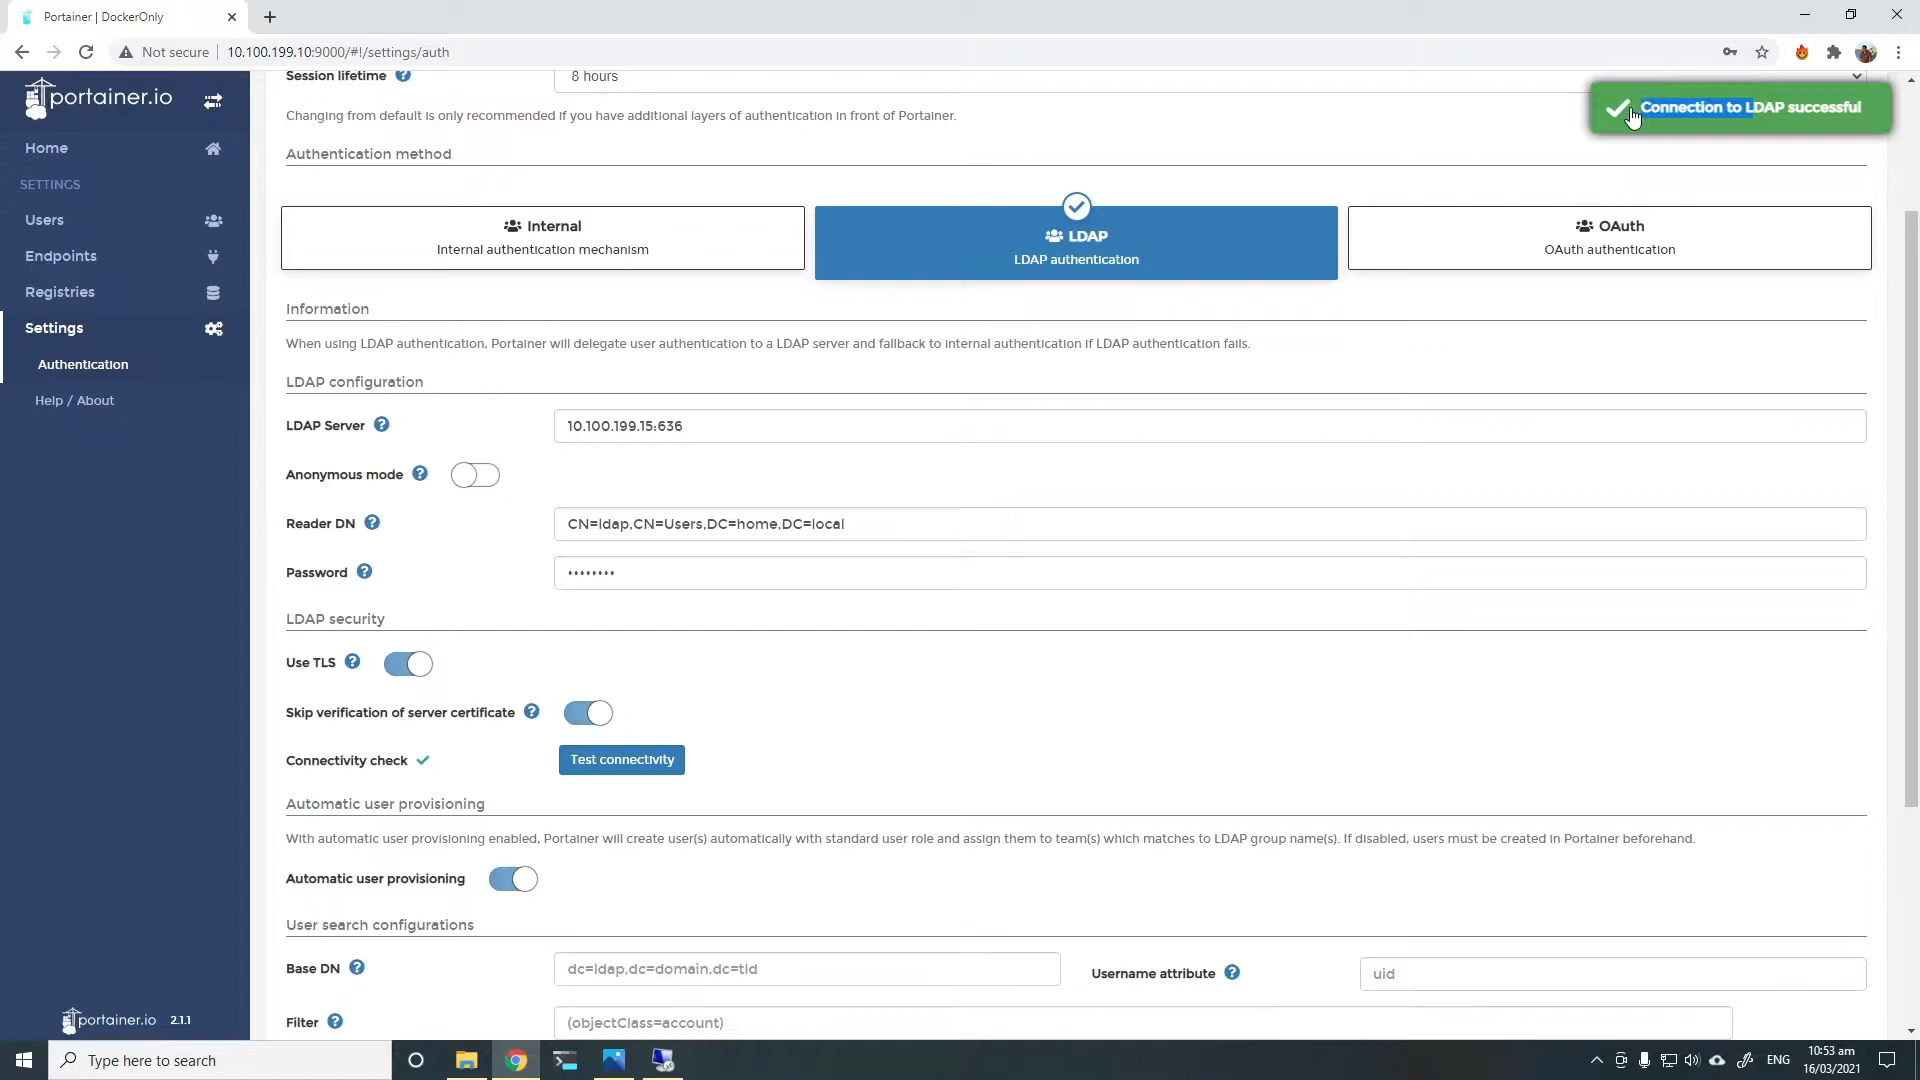 Portainer | DockerOnly
Not secure
10.100.199.10:9000/#!/settings/auth
portainer.io
Home
SETTINGS
Users
Endpoints
Registries
Settings
Authentication
Help / About
portainer.io 2.1.1
Session lifetime
8 hours
Connection to LDAP successful
Changing from default is only recommended if you have additional layers of authentication in front of Portainer.
Authentication method
Internal
Internal authentication mechanism
LDAP
LDAP authentication
OAuth
OAuth authentication
Information
When using LDAP authentication, Portainer will delegate user authentication to a LDAP server and fallback to internal authentication if LDAP authentication fails.
LDAP configuration
LDAP Server
10.100.199.15:636
Anonymous mode
Reader DN
CN=ldap,CN=Users,DC=home,DC=local
Password
••••••••
LDAP security
Use TLS
Skip verification of server certificate
Connectivity check
Test connectivity
Automatic user provisioning
With automatic user provisioning enabled, Portainer will create user(s) automatically with standard user role and assign them to team(s) which matches to LDAP group name(s). If disabled, users must be created in Portainer beforehand.
Automatic user provisioning
User search configurations
Base DN
dc=ldap,dc=domain,dc=tld
Username attribute
uid
Filter
(objectClass=account)
Type here to search
ENG
10:53 am
16/03/2021